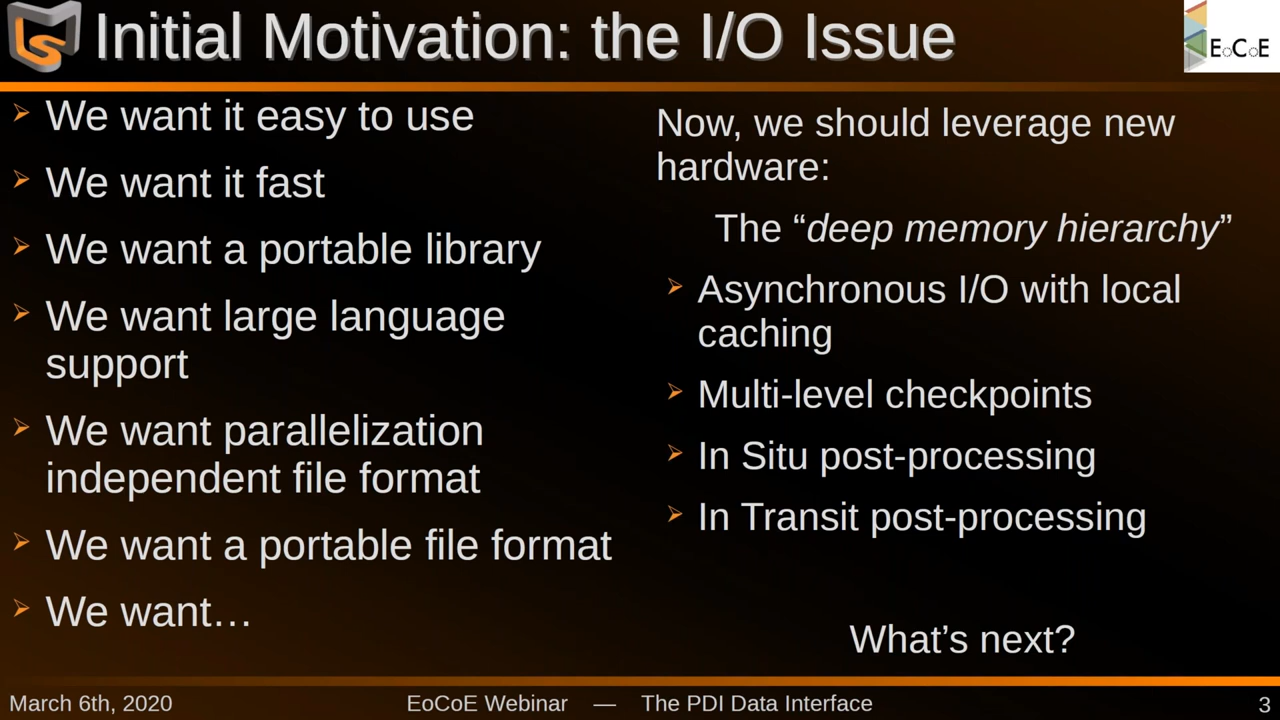 Initial Motivation: the I/O Issue
EoCoE
➢ We want it easy to use
➢ We want it fast
➢ We want a portable library
➢ We want large language
support
➢ We want parallelization
independent file format
➢ We want a portable file format
➢ We want…
Now, we should leverage new
hardware:
The “deep memory hierarchy”
➢ Asynchronous I/O with local
caching
➢ Multi-level checkpoints
➢ In Situ post-processing
➢ In Transit post-processing
What’s next?
March 6th, 2020
EoCoE Webinar — The PDI Data Interface
3